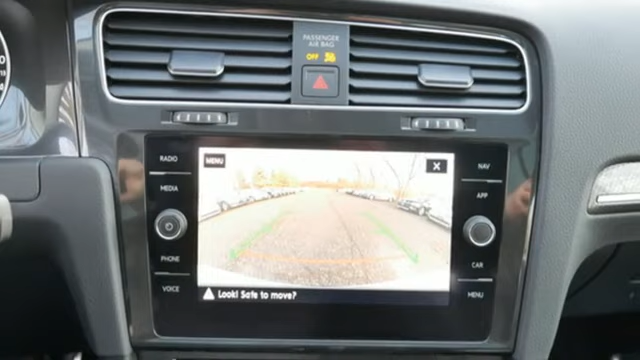 PASSENGER
AIR BAG
OFF
RADIO
MEDIA
PHONE
VOICE
MENU
NAV
APP
CAR
MENU
Look! Safe to move?